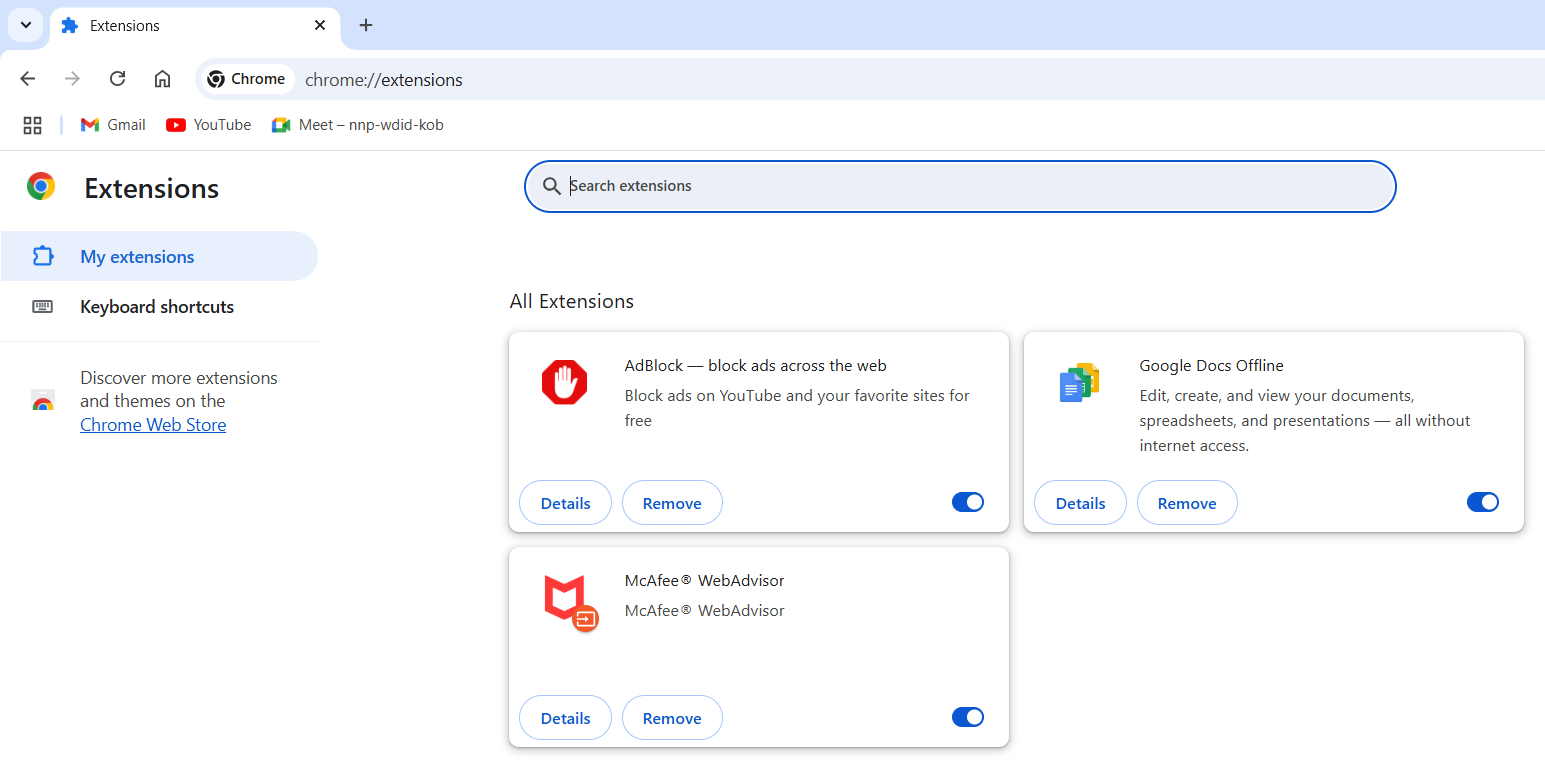 Extensions
Chrome
chrome://extensions
Gmail
YouTube
Meet – nnp-wdid-kob
Extensions
Search extensions
My extensions
Keyboard shortcuts
Discover more extensions
and themes on the
Chrome Web Store
All Extensions
AdBlock — block ads across the web
Block ads on YouTube and your favorite sites for
free
Details
Remove
Google Docs Offline
Edit, create, and view your documents,
spreadsheets, and presentations — all without
internet access.
Details
Remove
McAfee® WebAdvisor
McAfee® WebAdvisor
Details
Remove